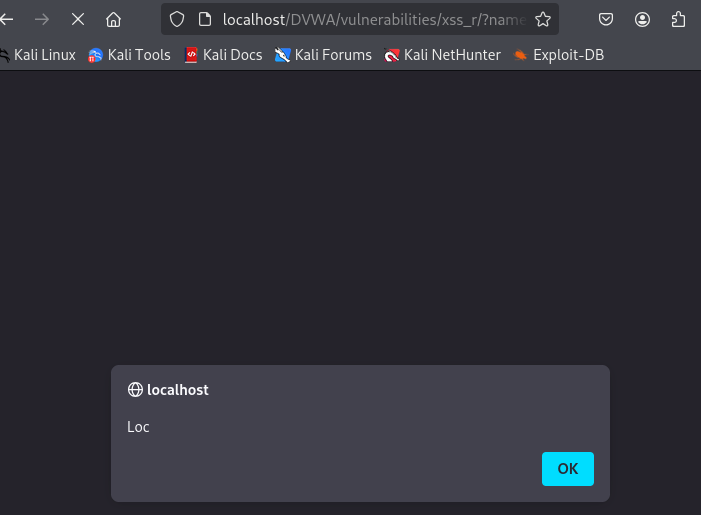 localhost/DVWA/vulnerabilities/xss_r/?name
Kali Linux Kali Tools Kali Docs Kali Forums Kali NetHunter Exploit-DB
localhost
Loc
OK